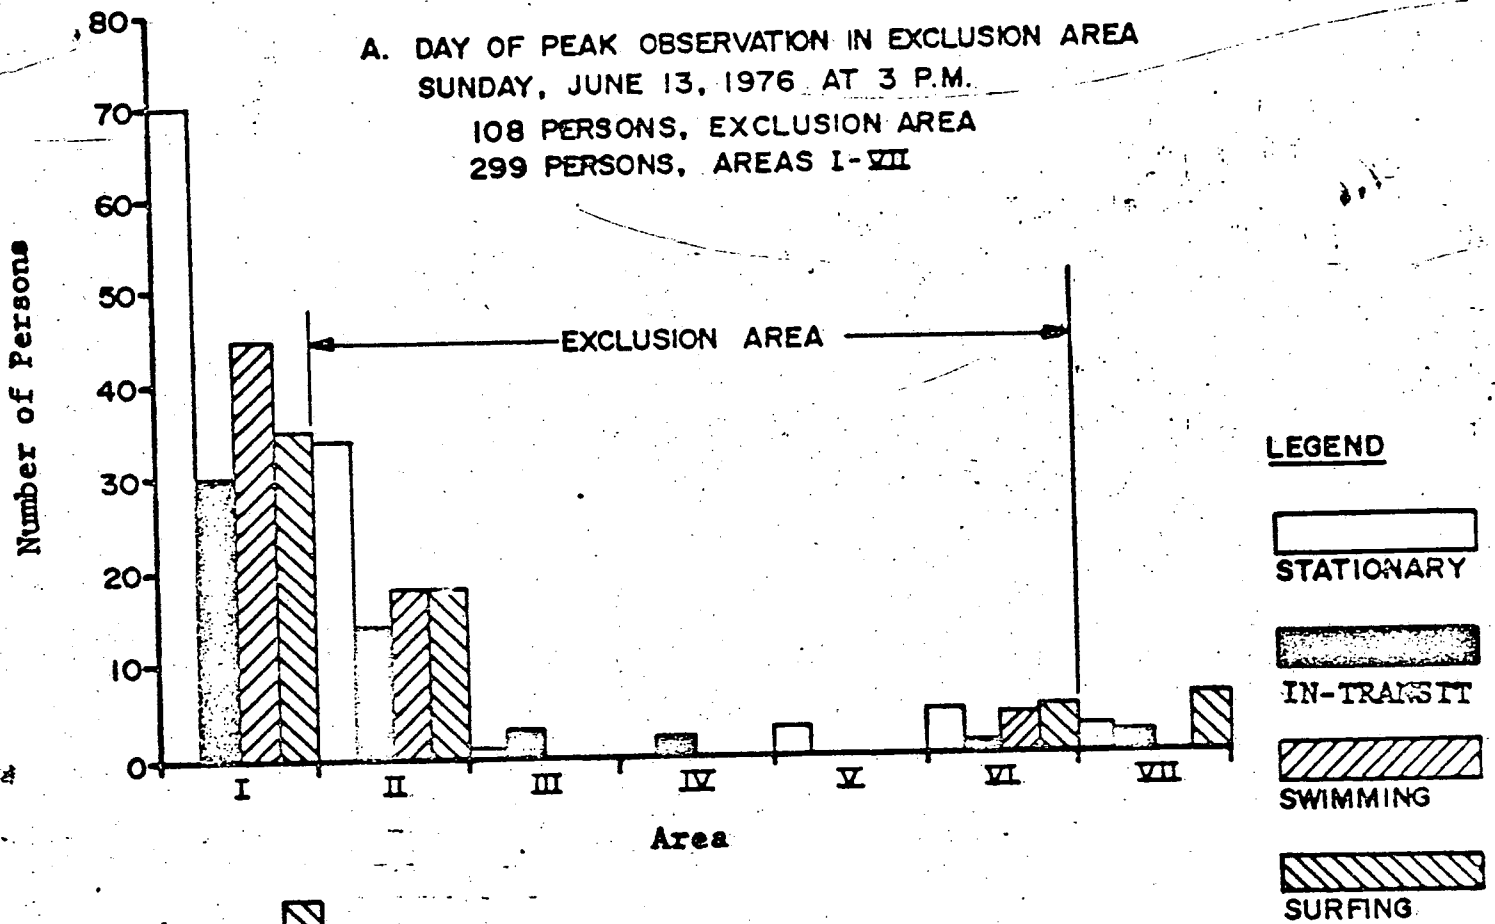 A. DAY OF PEAK OBSERVATION IN EXCLUSION AREA
SUNDAY, JUNE 13, 1976 AT 3 P.M.
108 PERSONS, EXCLUSION AREA
299 PERSONS, AREAS I-VII
80
70
60
50
40
30
20
10
0
Number of Persons
EXCLUSION AREA
I
II
III
IV
V
VI
VII
Area
LEGEND
STATIONARY
IN-TRANSIT
SWIMMING
SURFING